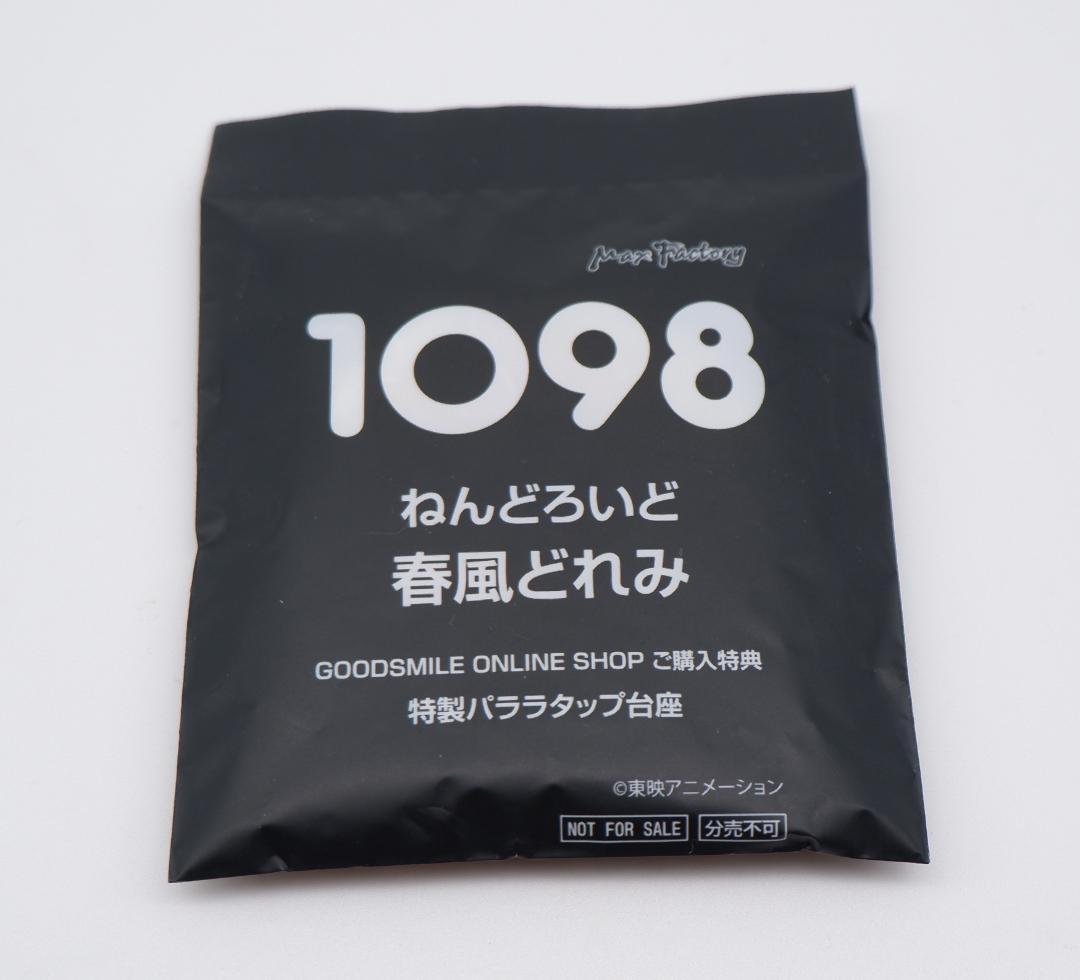 Max Factory
1098
ねんどろいど
春風どれみ
GOODSMILE ONLINE SHOP ご購入特典
特製パララタップ台座
©東映アニメーション
NOT FOR SALE 分売不可